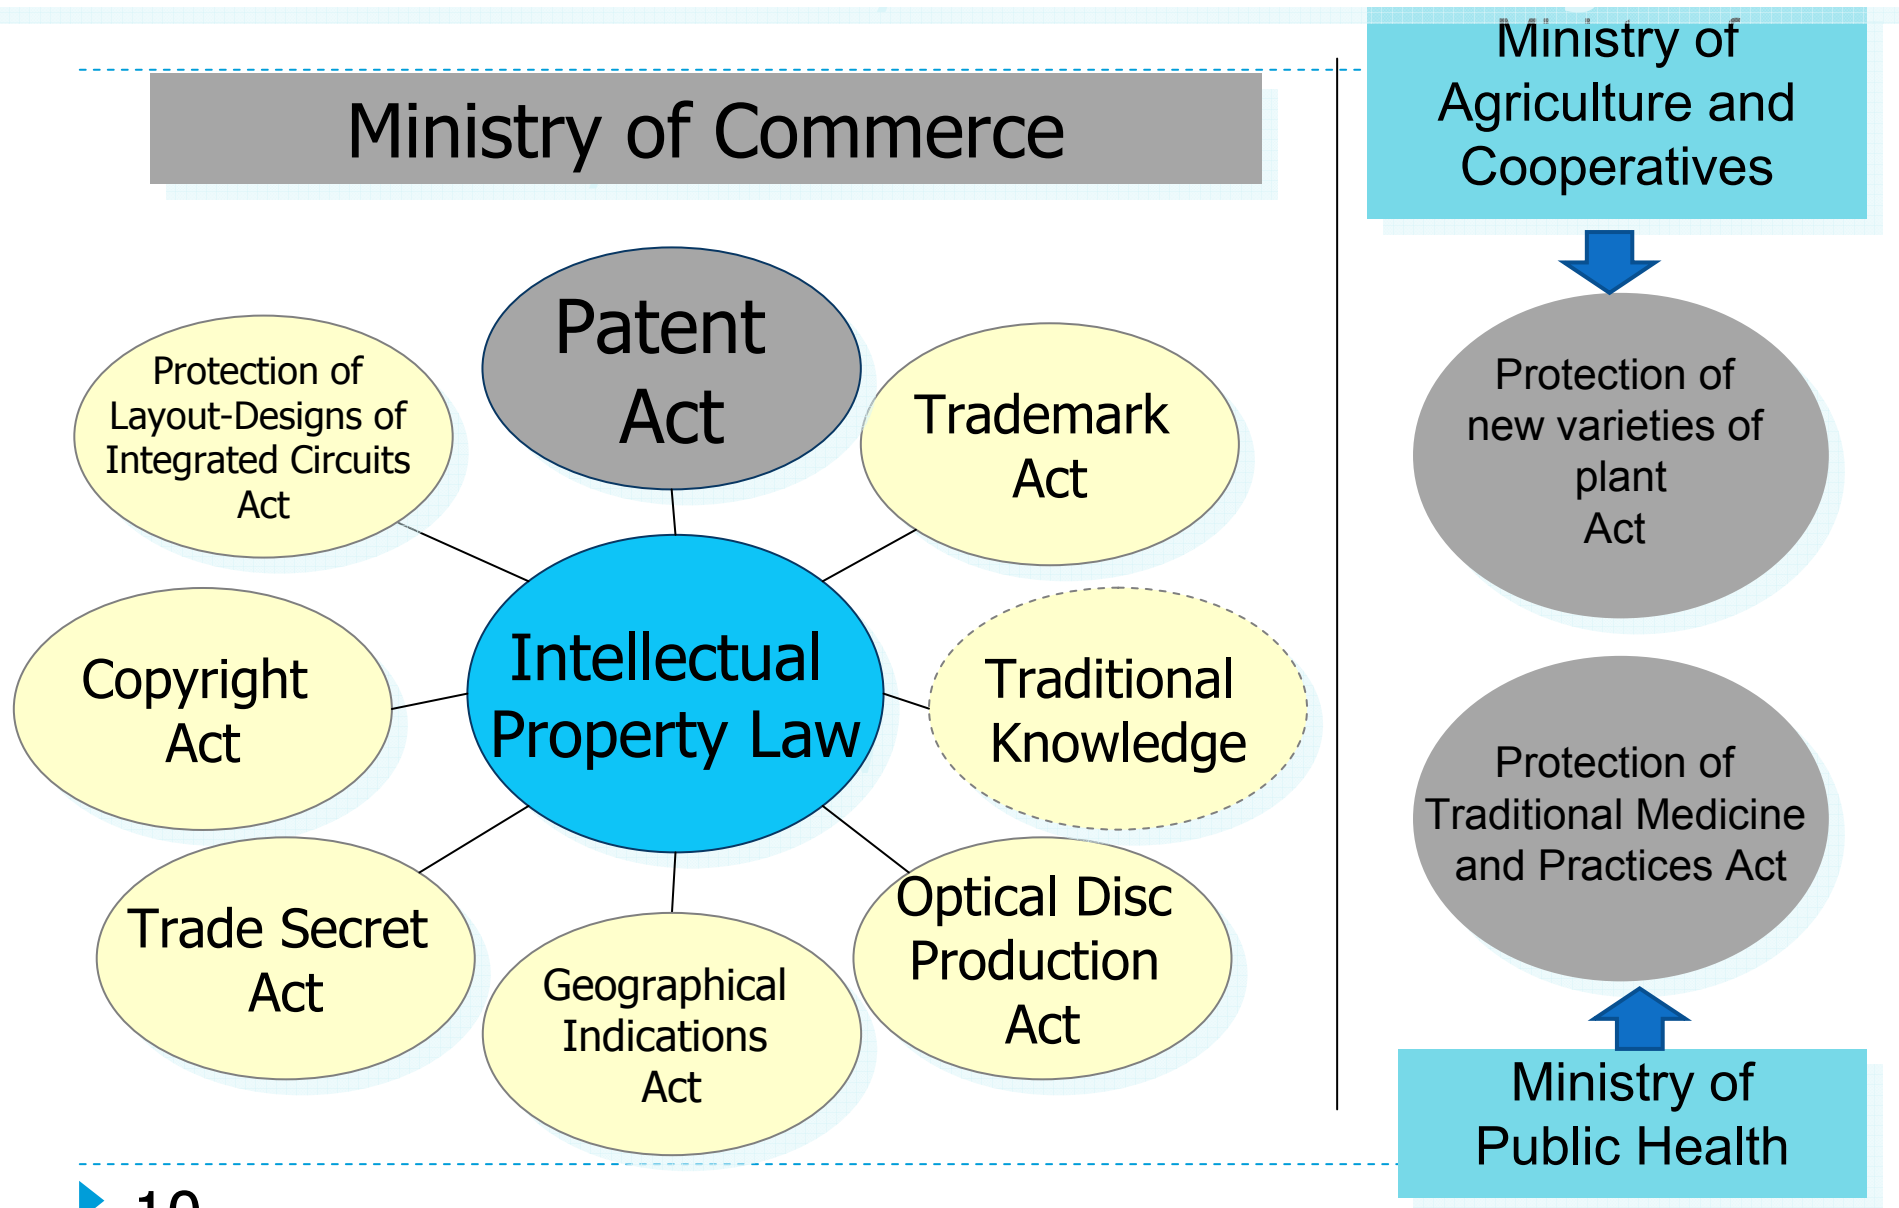 Ministry of Commerce
Patent
Act
Protection of
Layout-Designs of
Integrated Circuits
Act
Trademark
Act
Copyright
Act
Intellectual
Property Law
Traditional
Knowledge
Trade Secret
Act
Geographical
Indications
Act
Optical Disc
Production
Act
Ministry of
Agriculture and
Cooperatives
Protection of
new varieties of
plant
Act
Protection of
Traditional Medicine
and Practices Act
Ministry of
Public Health
10